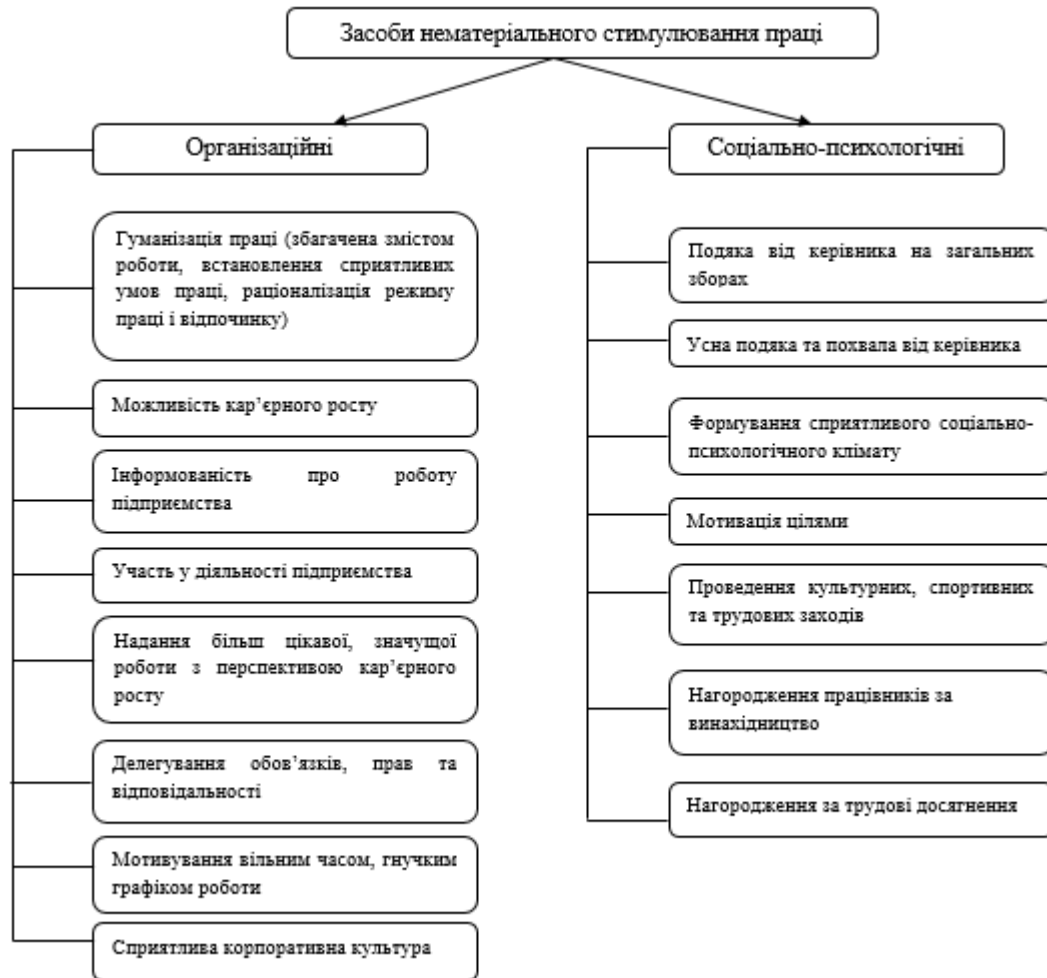 Засоби нематеріального стимулювання праці
Організаційні
Гуманізація праці (збагачена змістом
роботи, встановлення сприятливих
умов праці, раціоналізація режиму
праці і відпочинку)
Можливість кар’єрного росту
Інформованість про роботу
підприємства
Участь у діяльності підприємства
Надання більш цікавої, значущої
роботи з перспективою кар’єрного
росту
Делегування обов’язків, прав та
відповідальності
Мотивування вільним часом, гнучким
графіком роботи
Сприятлива корпоративна культура
Соціально-психологічні
Подяка від керівника на загальних
зборах
Усна подяка та похвала від керівника
Формування сприятливого соціально-
психологічного клімату
Мотивація цілями
Проведення культурних, спортивних
та трудових заходів
Нагородження працівників за
винахідництво
Нагородження за трудові досягнення